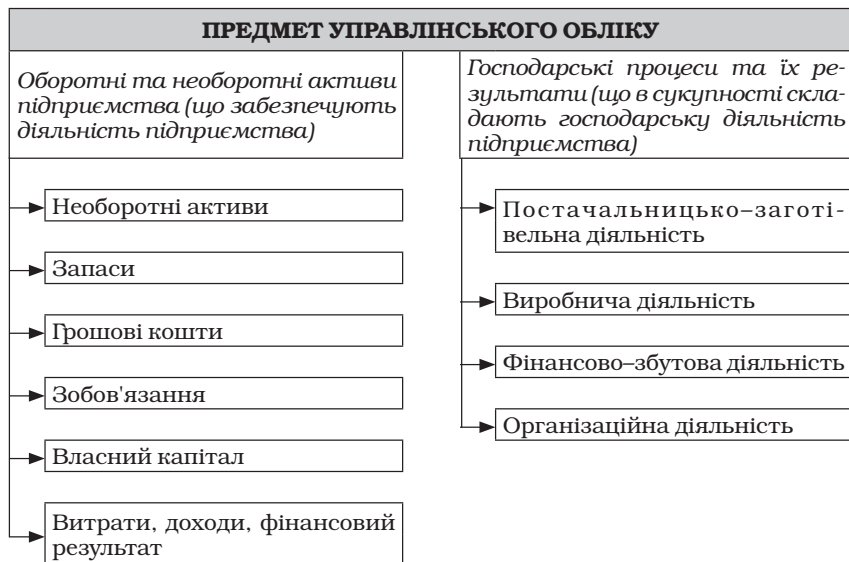 ПРЕДМЕТ УПРАВЛІНСЬКОГО ОБЛІКУ
Оборотні та необоротні активи
підприємства (що забезпечують
діяльність підприємства)
Необоротні активи
Запаси
Грошові кошти
Зобов'язання
Власний капітал
Витрати, доходи, фінансовий
результат
Господарські процеси та їх ре-
зультати (що в сукупності скла-
дають господарську діяльність
підприємства)
Постачальницько–заготі-
вельна діяльність
Виробнича діяльність
Фінансово–збутова діяльність
Організаційна діяльність